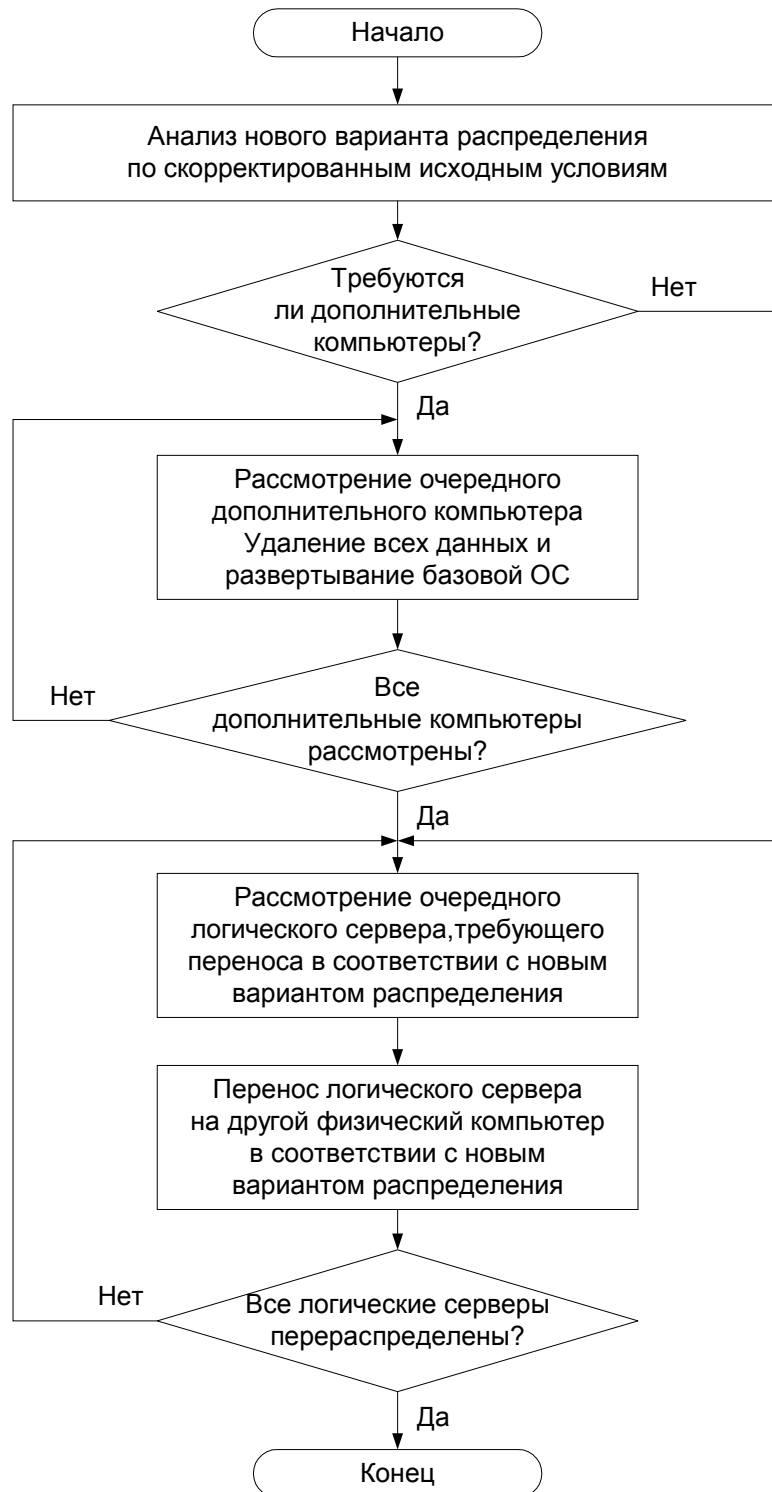 Начало
Анализ нового варианта распределения
по скорректированным исходным условиям
Требуются
ли дополнительные
компьютеры?
Нет
Да
Рассмотрение очередного
дополнительного компьютера
Удаление всех данных и
развертывание базовой ОС
Нет
Все
дополнительные компьютеры
рассмотрены?
Да
Рассмотрение очередного
логического сервера,требующего
переноса в соответствии с новым
вариантом распределения
Перенос логического сервера
на другой физический компьютер
в соответствии с новым
вариантом распределения
Нет
Все логические серверы
перераспределены?
Да
Конец